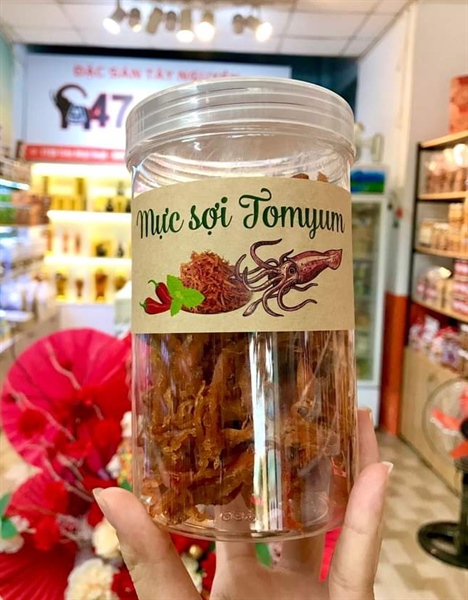 ĐẶC SẢN TÂY NGUYÊN
47
Mực sợi Tomyum